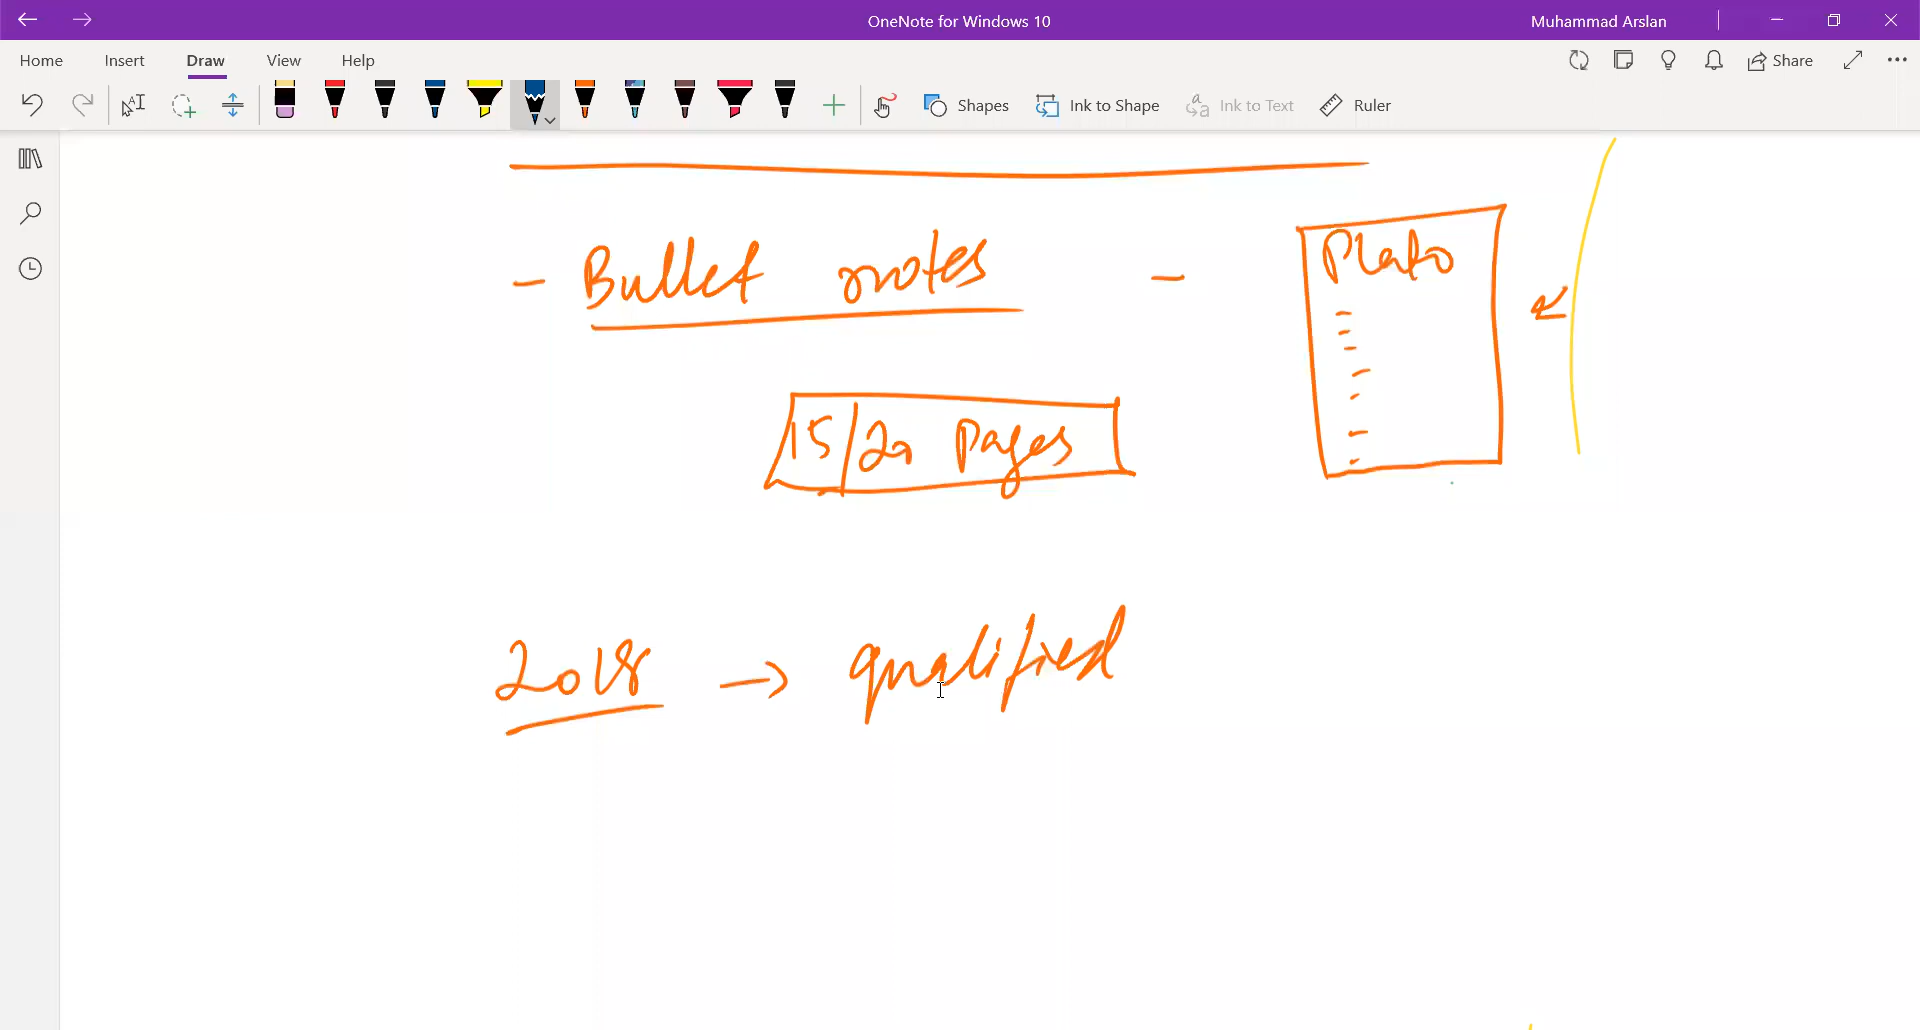 OneNote for Windows 10
Muhammad Arslan
Home Insert Draw View Help
Share
Shapes Ink to Shape Ink to Text Ruler
- Bullet notes -
Plato
15/20 Pages
2018 → qualified